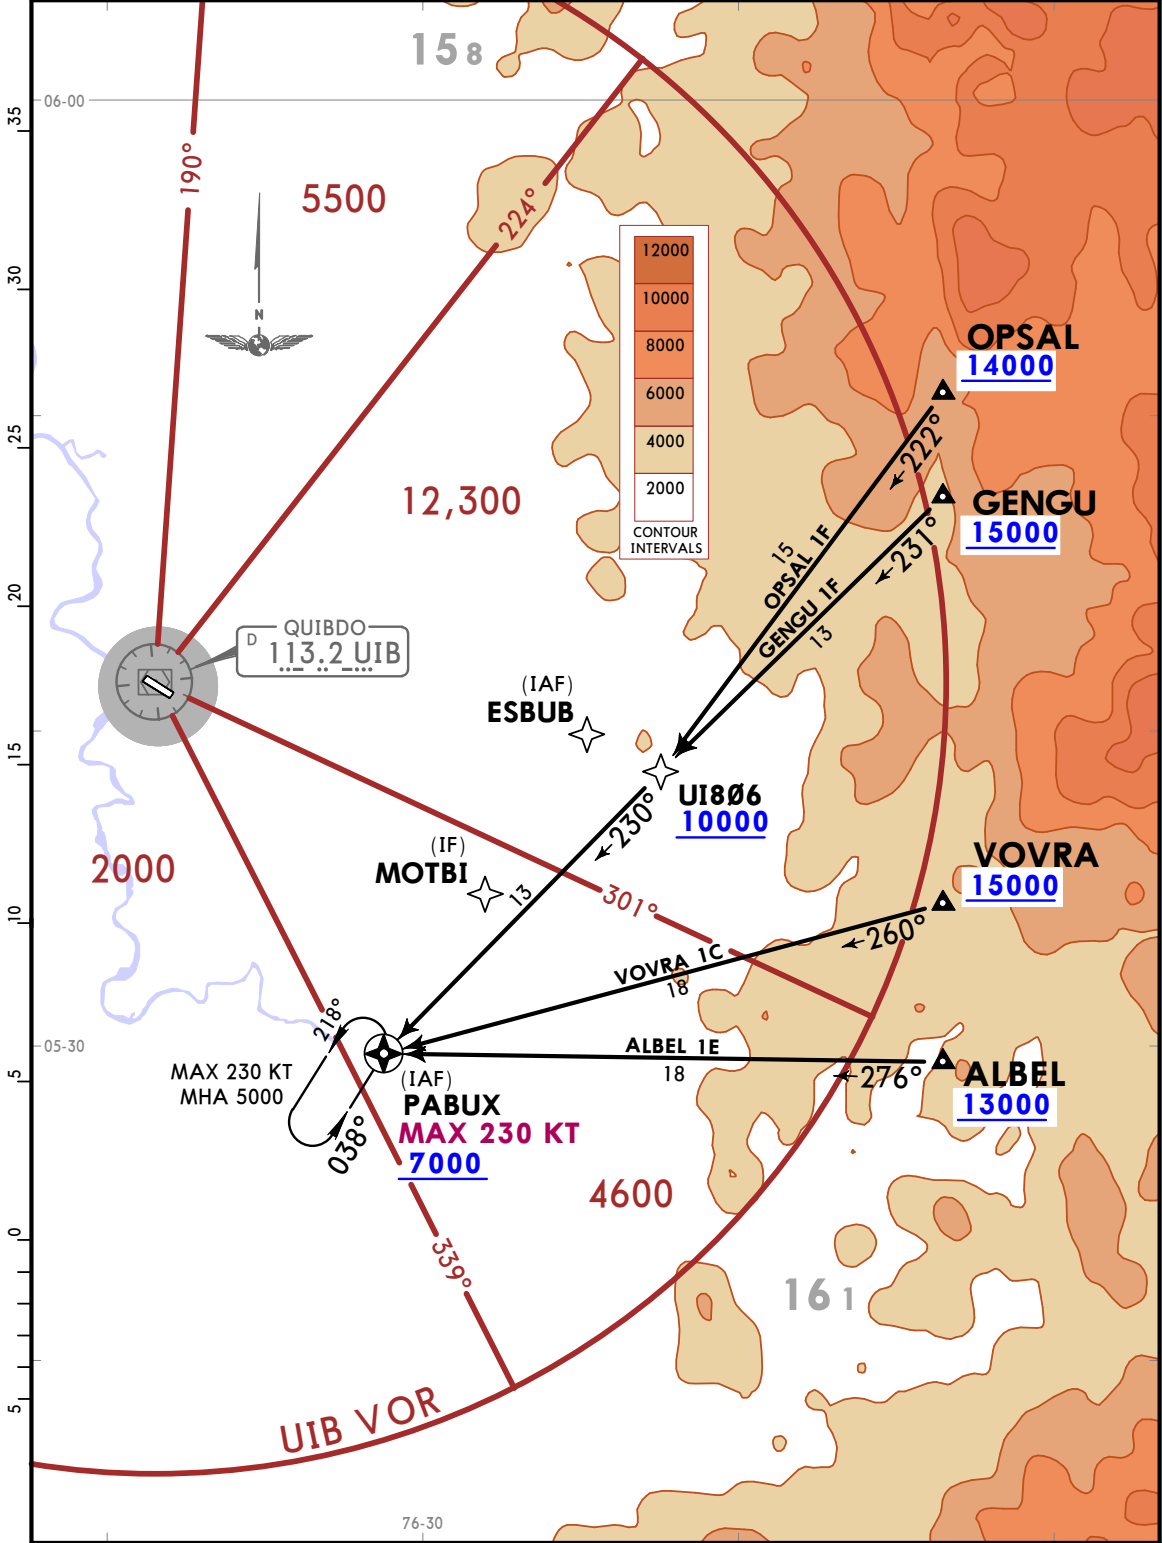 15 8
06-00
35
190°
5500
224°
N
30
12000
10000
8000
6000
4000
2000
CONTOUR
INTERVALS
OPSAL
14000
222°
25
12,300
GENGU
15000
231°
15
OPSAL 1F
GENGU 1F
13
20
QUIBDO
D 113.2 UIB
(IAF)
ESBUB
15
UI8Ø6
10000
230°
2000
(IF)
MOTBI
13
301°
VOVRA
15000
260°
10
VOVRA 1C
18
218°
05-30
ALBEL 1E
18
276°
ALBEL
13000
MAX 230 KT
MHA 5000
(IAF)
PABUX
MAX 230 KT
7000
038°
5
4600
0
339°
16 1
5
UIB VOR
76-30